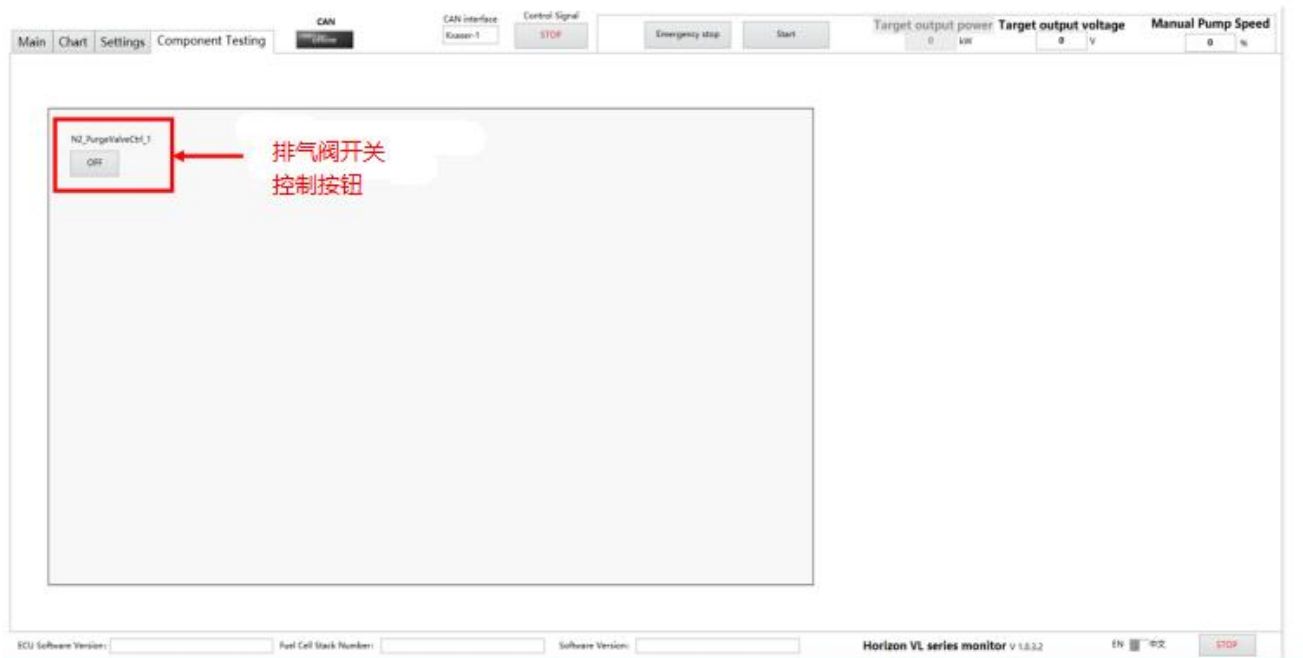 Main Chart Settings Component Testing
CAN
CAN interface
Kvaser-1
Control Signal
STOP
Emergency stop
Start
Target output power
0 kW
Target output voltage
0 V
Manual Pump Speed
0 %
N2_PurgeValveCtrl_1
OFF
排气阀开关
控制按钮
ECU Software Version:
Fuel Cell Stack Number:
Software Version:
Horizon VL series monitor
EN 中文
STOP